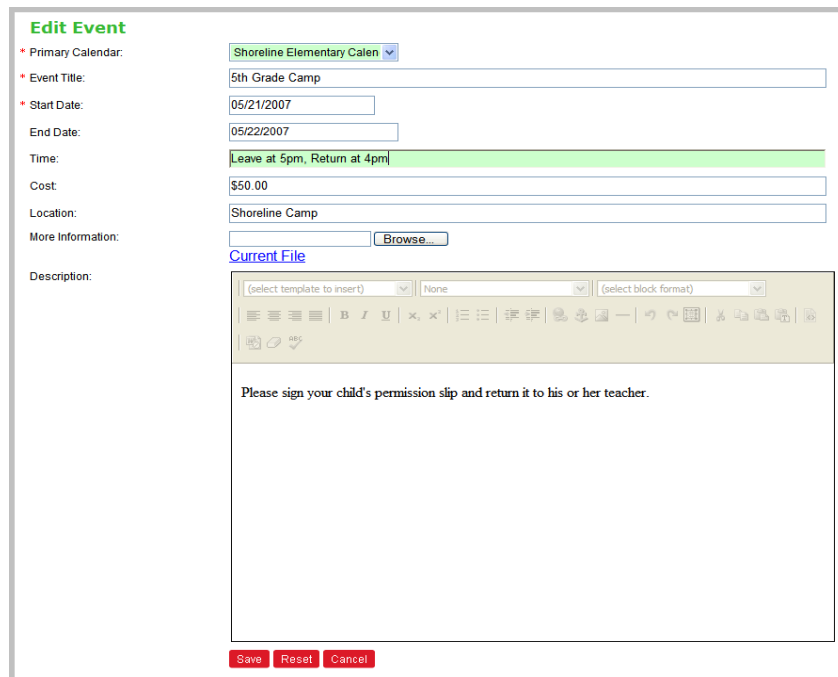 Edit Event
* Primary Calendar: Shoreline Elementary Calen
* Event Title: 5th Grade Camp
* Start Date: 05/21/2007
End Date: 05/22/2007
Time: Leave at 5pm, Return at 4pm
Cost: $50.00
Location: Shoreline Camp
More Information: Browse...
Current File
Description:
(select template to insert) None (select block format)
B I U x, x²
ABC
Please sign your child's permission slip and return it to his or her teacher.
Save Reset Cancel